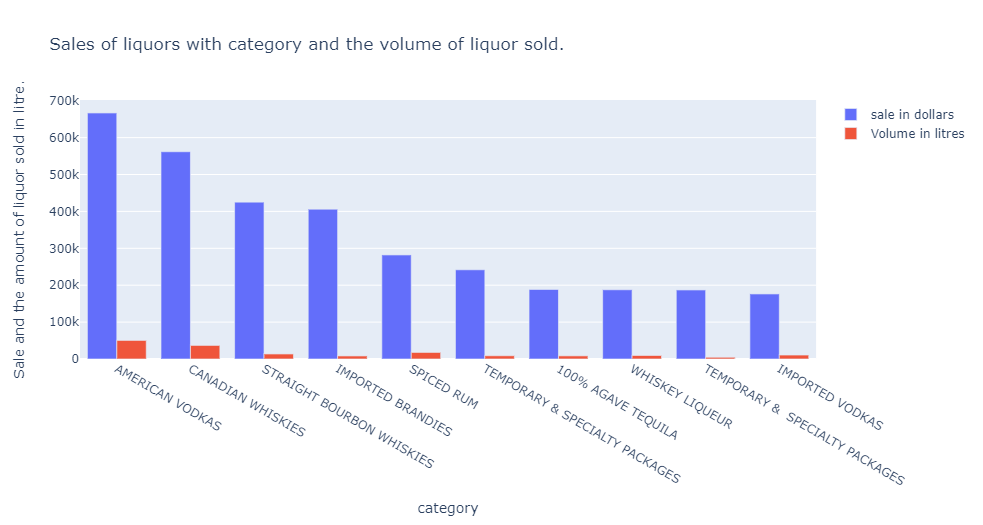 Sales of liquors with category and the volume of liquor sold.
Sale and the amount of liquor sold in litre.
700k
600k
500k
400k
300k
200k
100k
0
sale in dollars
Volume in litres
AMERICAN VODKAS
CANADIAN WHISKIES
STRAIGHT BOURBON WHISKIES
IMPORTED BRANDIES
SPICED RUM
TEMPORARY & SPECIALTY PACKAGES
100% AGAVE TEQUILA
WHISKEY LIQUEUR
TEMPORARY &  SPECIALTY PACKAGES
IMPORTED VODKAS
category